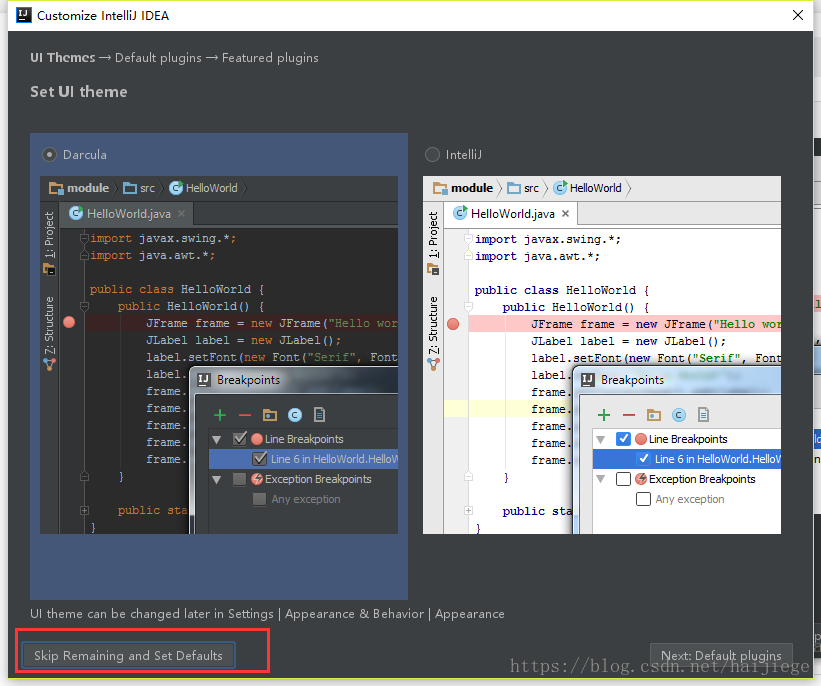 Customize IntelliJ IDEA
UI Themes → Default plugins → Featured plugins
Set UI theme
Darcula
module src HelloWorld
HelloWorld.java
1: Project
Z: Structure
import javax.swing.*;
import java.awt.*;
public class HelloWorld {
public HelloWorld() {
JFrame frame = new JFrame("Hello wor
JLabel label = new JLabel();
label.setFont(new Font("Serif", Font
label.
frame.
frame.
frame.
frame.
frame.
}
public sta
}
Breakpoints
Line Breakpoints
Line 6 in HelloWorld.HelloW
Exception Breakpoints
Any exception
IntelliJ
module src HelloWorld
HelloWorld.java
1: Project
Z: Structure
import javax.swing.*;
import java.awt.*;
public class HelloWorld {
public HelloWorld() {
JFrame frame = new JFrame("Hello wor
JLabel label = new JLabel();
label.setFont(new Font("Serif", Font
label.
frame.
frame.
frame.
frame.
frame.
}
public sta
}
Breakpoints
Line Breakpoints
Line 6 in HelloWorld.HelloW
Exception Breakpoints
Any exception
UI theme can be changed later in Settings | Appearance & Behavior | Appearance
Skip Remaining and Set Defaults
Next: Default plugins
https://blog.csdn.net/haijiege